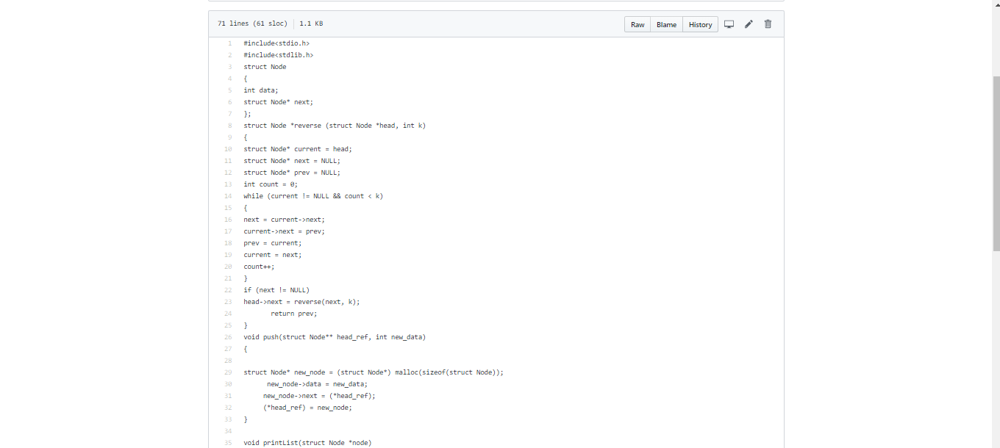 71 lines (61 sloc) 1.1 KB Raw Blame History
1 #include<stdio.h>
2 #include<stdlib.h>
3 struct Node
4 {
5 int data;
6 struct Node* next;
7 };
8 struct Node *reverse (struct Node *head, int k)
9 {
10 struct Node* current = head;
11 struct Node* next = NULL;
12 struct Node* prev = NULL;
13 int count = 0;
14 while (current != NULL && count < k)
15 {
16 next = current->next;
17 current->next = prev;
18 prev = current;
19 current = next;
20 count++;
21 }
22 if (next != NULL)
23 head->next = reverse(next, k);
24 return prev;
25 }
26 void push(struct Node** head_ref, int new_data)
27 {
28
29 struct Node* new_node = (struct Node*) malloc(sizeof(struct Node));
30 new_node->data = new_data;
31 new_node->next = (*head_ref);
32 (*head_ref) = new_node;
33 }
34
35 void printList(struct Node *node)